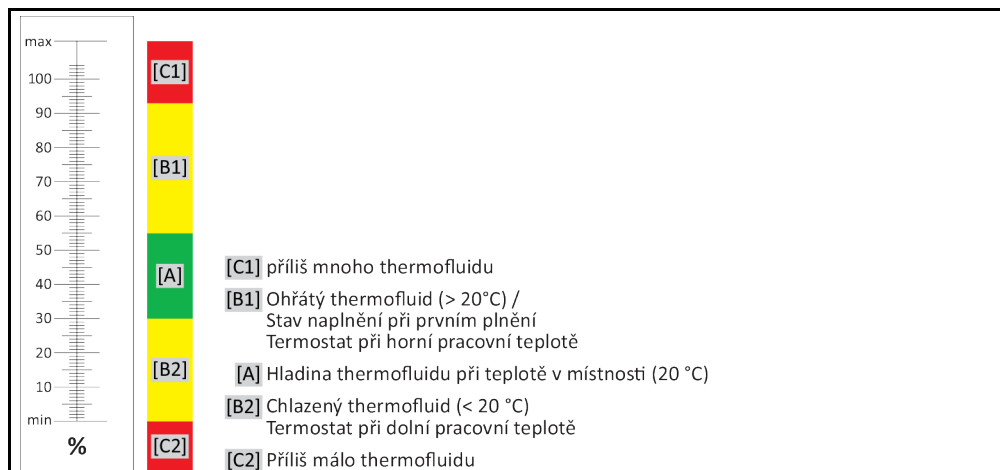 max
100
90
80
70
60
50
40
30
20
10
min
%
[C1]
[B1]
[A]
[B2]
[C2]
[C1] příliš mnoho thermofluidu
[B1] Ohřátý thermofluid (> 20°C) /
Stav naplnění při prvním plnění
Termostat při horní pracovní teplotě
[A] Hladina thermofluidu při teplotě v místnosti (20 °C)
[B2] Chlazený thermofluid (< 20 °C)
Termostat při dolní pracovní teplotě
[C2] Příliš málo thermofluidu